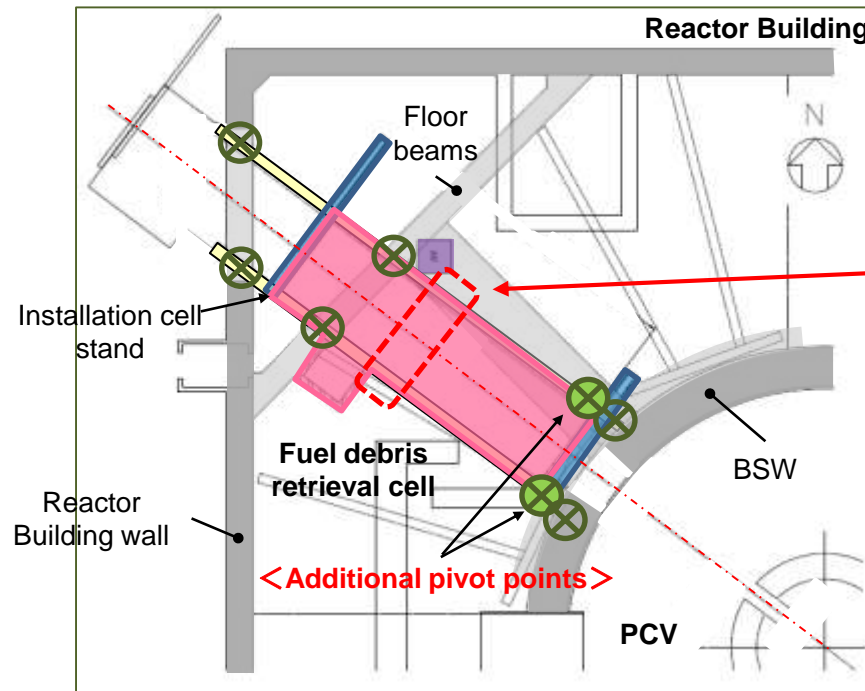 Reactor Building
Floor
beams
N
Installation cell
stand
Fuel debris
retrieval cell
BSW
Reactor
Building wall
＜Additional pivot points＞
PCV